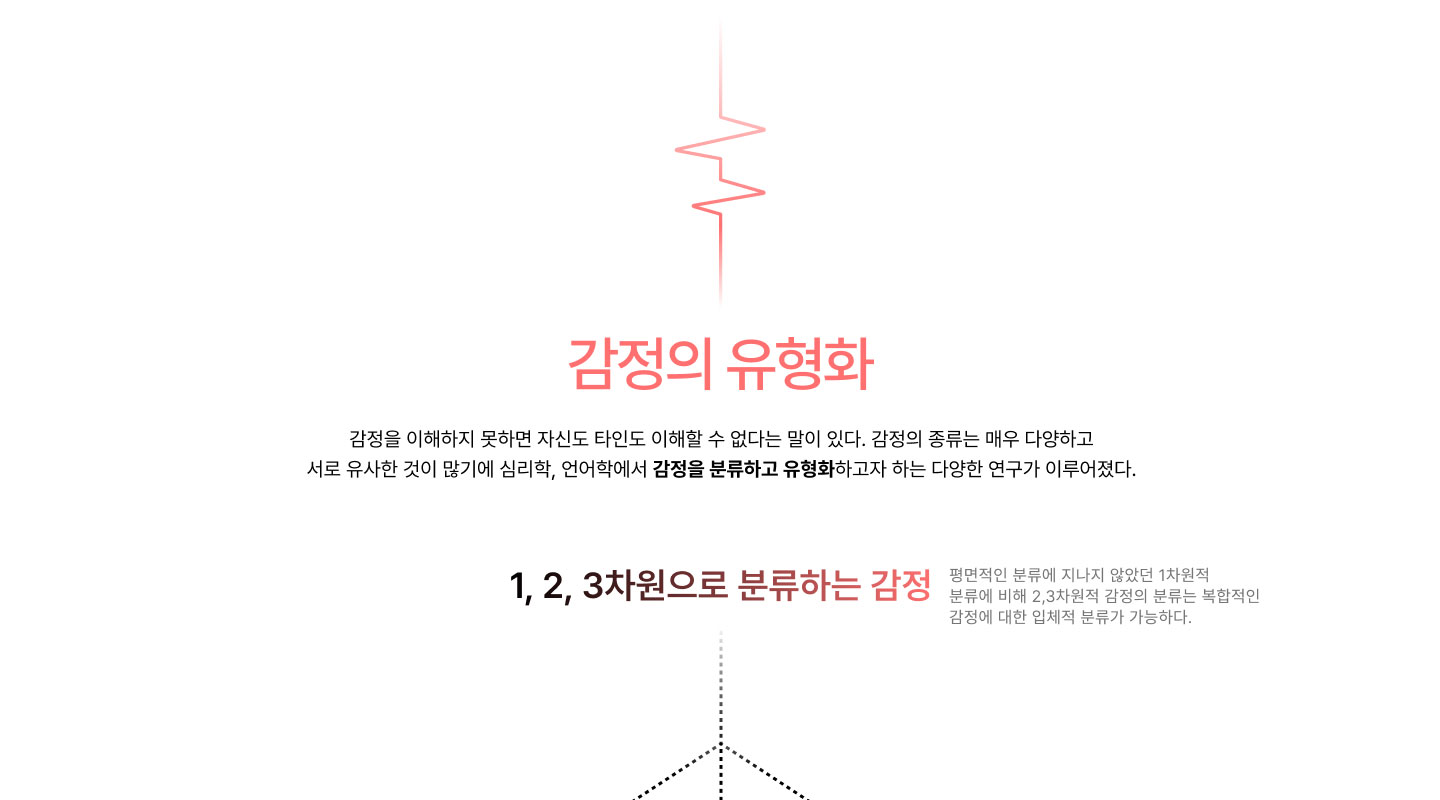 감정의 유형화
감정을 이해하지 못하면 자신도 타인도 이해할 수 없다는 말이 있다. 감정의 종류는 매우 다양하고
서로 유사한 것이 많기에 심리학, 언어학에서 감정을 분류하고 유형화하고자 하는 다양한 연구가 이루어졌다.
1, 2, 3차원으로 분류하는 감정
평면적인 분류에 지나지 않았던 1차원적
분류에 비해 2,3차원적 감정의 분류는 복합적인
감정에 대한 입체적 분류가 가능하다.